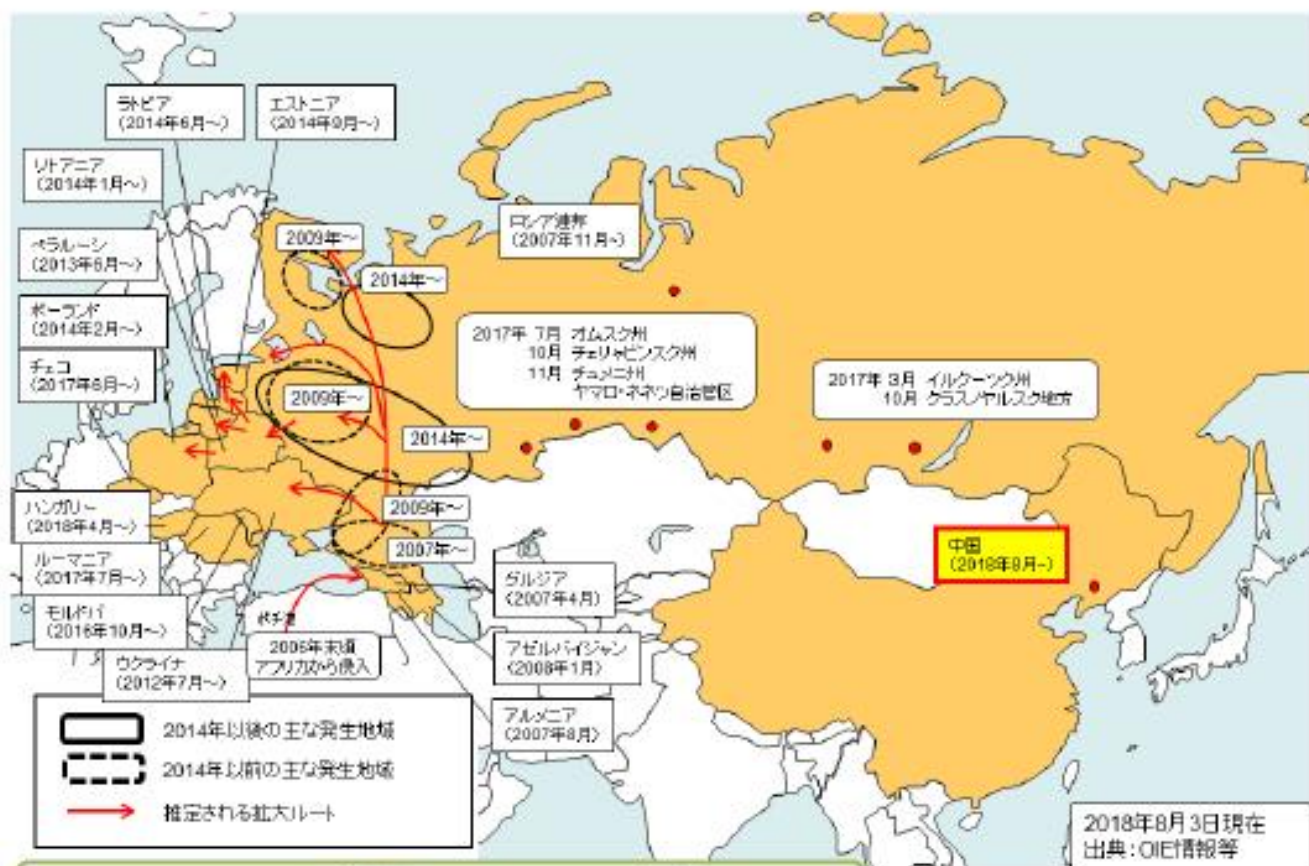 ラトビア
(2014年6月～)
エストニア
(2014年9月～)
リトアニア
(2014年1月～)
ベラルーシ
(2013年6月～)
ポーランド
(2014年2月～)
チェコ
(2017年6月～)
ロシア連邦
(2007年11月~)
2009年～
2014年～
2017年 7月 オムスク州
10月 チェリャビンスク州
11月 チュメニ州
ヤマロ・ネネツ自治管区
2017年 3月 イルクーツク州
10月 クラスノヤルスク地方
2009年～
2014年～
2009年～
2007年～
ハンガリー
(2018年4月～)
ルーマニア
(2017年7月～)
モルドバ
(2016年10月～)
ウクライナ
(2012年7月～)
ポチ港
2006年末頃
アフリカから侵入
グルジア
(2007年4月)
アゼルバイジャン
(2008年1月)
アルメニア
(2007年8月)
中国
(2018年8月~)
2014年以後の主な発生地域
2014年以前の主な発生地域
推定される拡大ルート
2018年8月3日現在
出典：OIE情報等